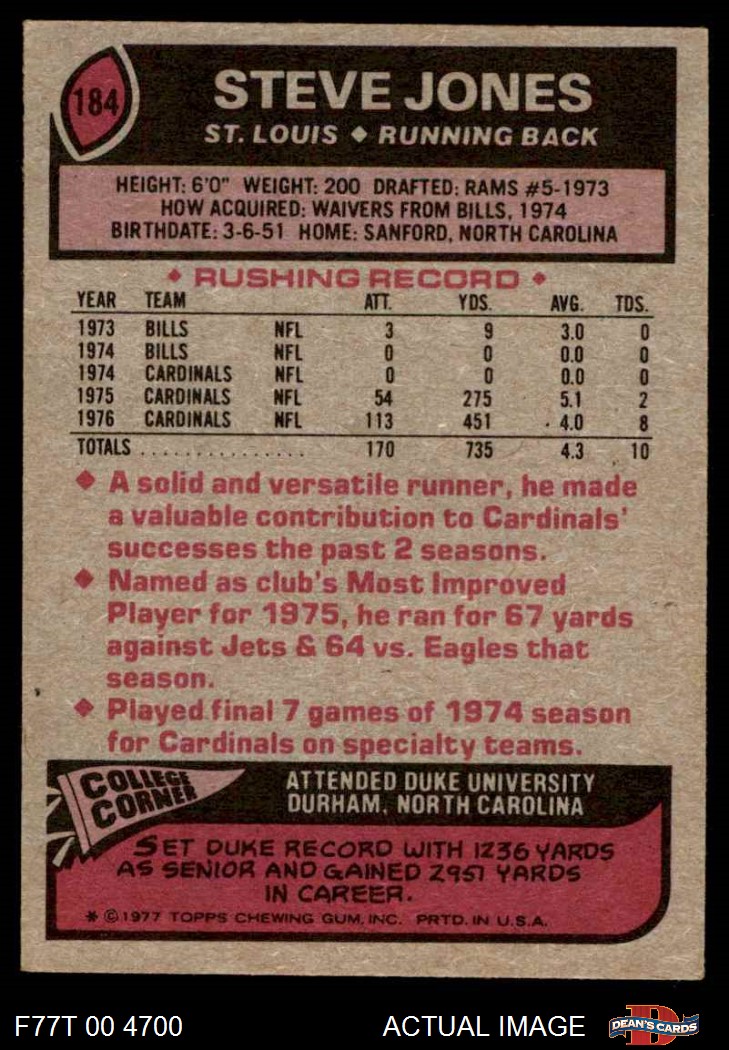 184
STEVE JONES
ST. LOUIS ◆ RUNNING BACK
HEIGHT: 6'0" WEIGHT: 200 DRAFTED: RAMS #5-1973
HOW ACQUIRED: WAIVERS FROM BILLS, 1974
BIRTHDATE: 3-6-51 HOME: SANFORD, NORTH CAROLINA
◆ RUSHING RECORD ◆
YEAR TEAM ATT. YDS. AVG. TDS.
1973 BILLS NFL 3 9 3.0 0
1974 BILLS NFL 0 0 0.0 0
1974 CARDINALS NFL 0 0 0.0 0
1975 CARDINALS NFL 54 275 5.1 2
1976 CARDINALS NFL 113 451 4.0 8
TOTALS . . . . . . . . . . . . . . . 170 735 4.3 10
◆ A solid and versatile runner, he made
a valuable contribution to Cardinals'
successes the past 2 seasons.
◆ Named as club's Most Improved
Player for 1975, he ran for 67 yards
against Jets & 64 vs. Eagles that
season.
◆ Played final 7 games of 1974 season
for Cardinals on specialty teams.
COLLEGE
CORNER
ATTENDED DUKE UNIVERSITY
DURHAM, NORTH CAROLINA
SET DUKE RECORD WITH 1236 YARDS
AS SENIOR AND GAINED 2951 YARDS
IN CAREER.
* © 1977 TOPPS CHEWING GUM, INC. PRTD. IN U.S.A.
F77T 00 4700 ACTUAL IMAGE
D
DEAN'S CARDS